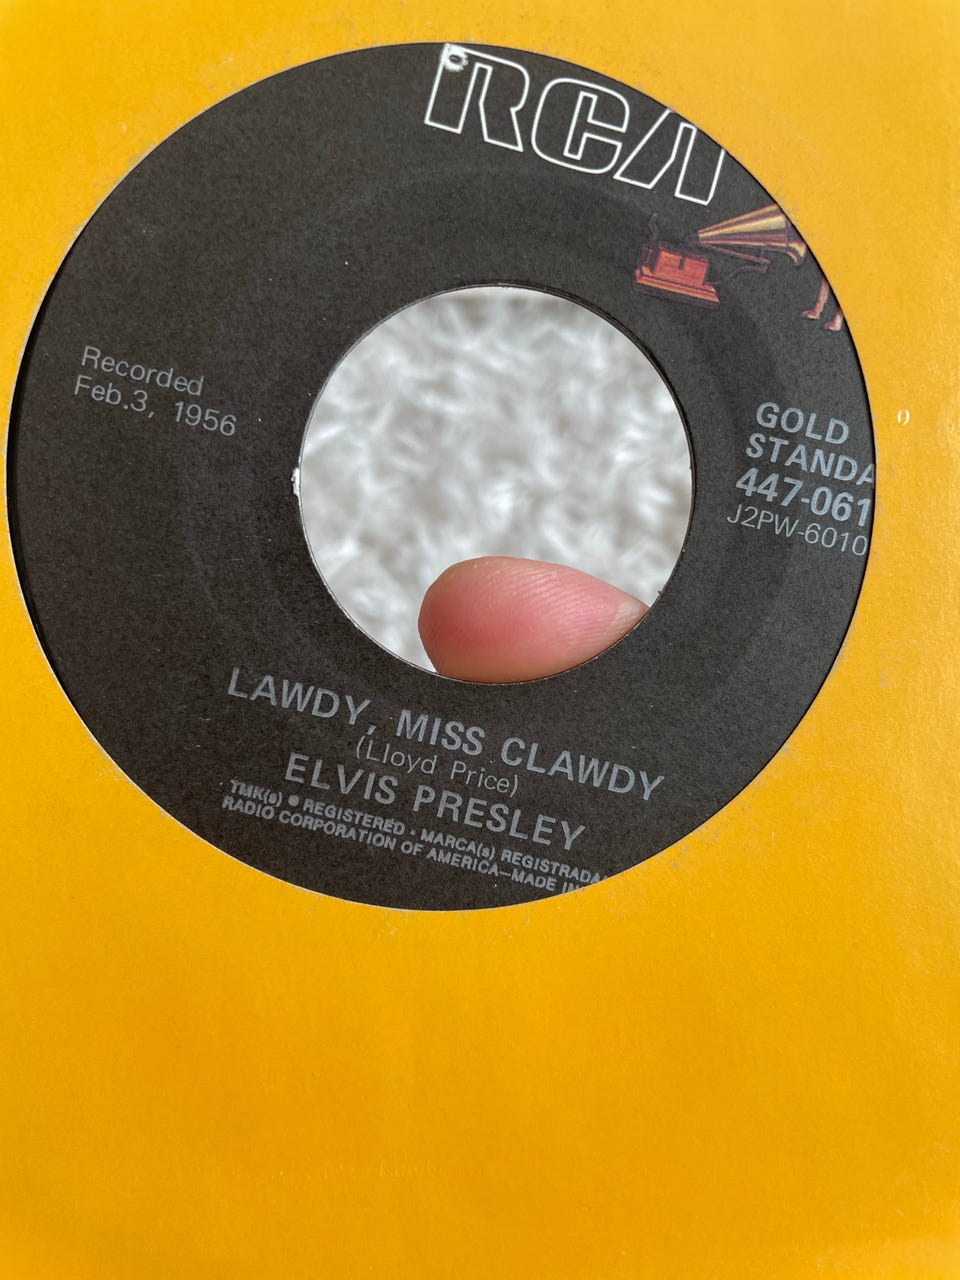 RCA
Recorded
Feb.3, 1956
GOLD
STANDA
447-061
J2PW-6010
LAWDY, MISS CLAWDY
(Lloyd Price)
ELVIS PRESLEY
TMK(s) ® REGISTERED • MARCA(s) REGISTRADA
RADIO CORPORATION OF AMERICA—MADE IN